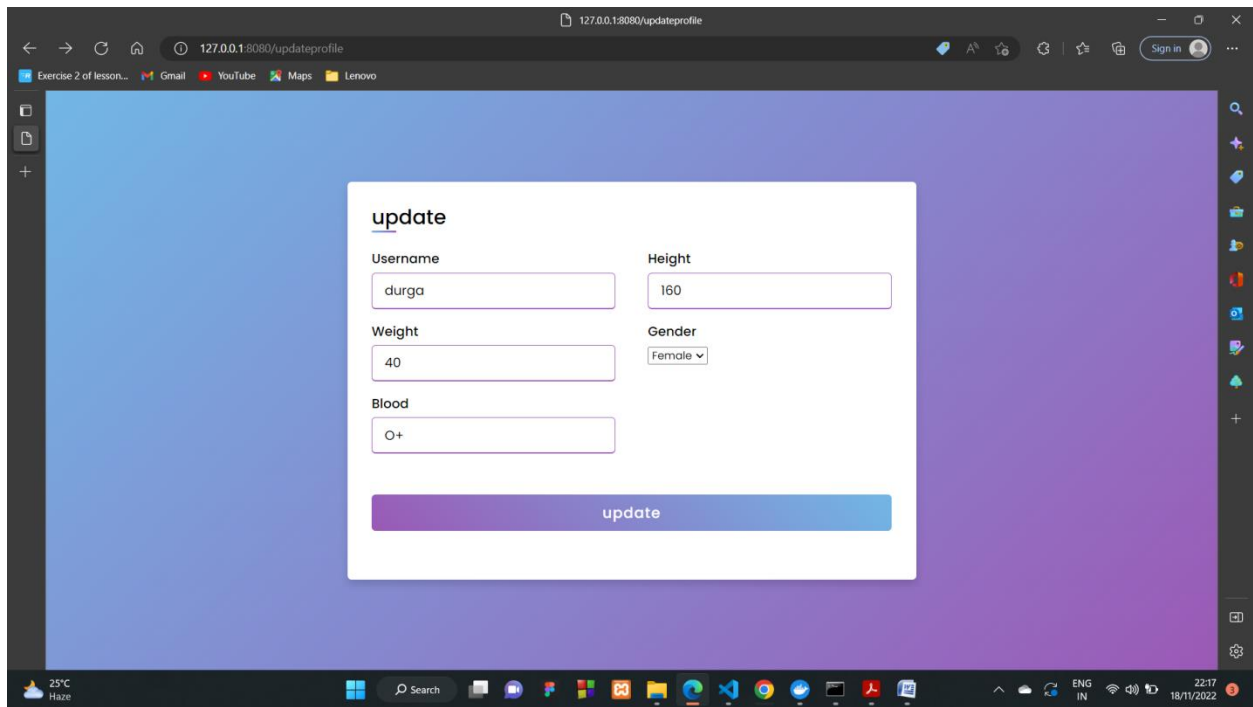 127.0.0.1:8080/updateprofile
127.0.0.1:8080/updateprofile
Sign in
Exercise 2 of lesson... Gmail YouTube Maps Lenovo
update
Username Height
durga 160
Weight Gender
40 Female
Blood
O+
update
25°C
Haze
Search
ENG
IN
22:17
18/11/2022
3